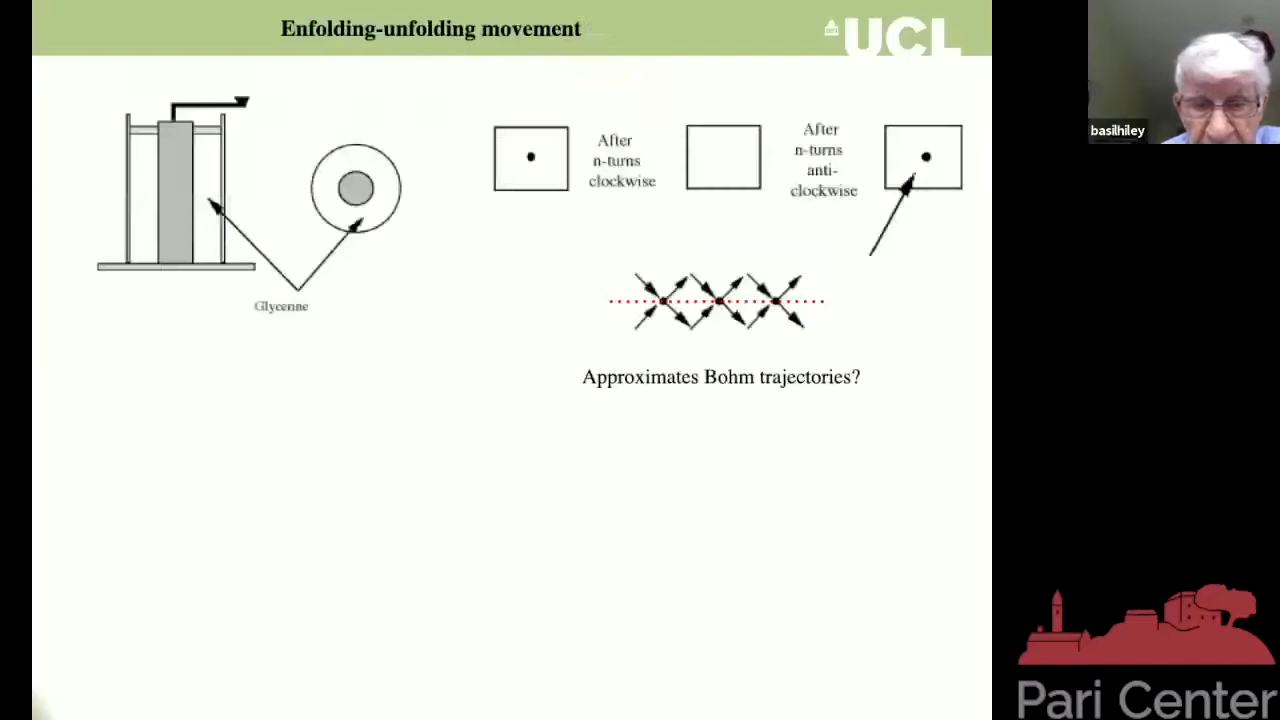 Enfolding-unfolding movement
UCL
basilhiley
After
n-turns
clockwise
After
n-turns
anti-
clockwise
Glycerine
Approximates Bohm trajectories?
Pari Center